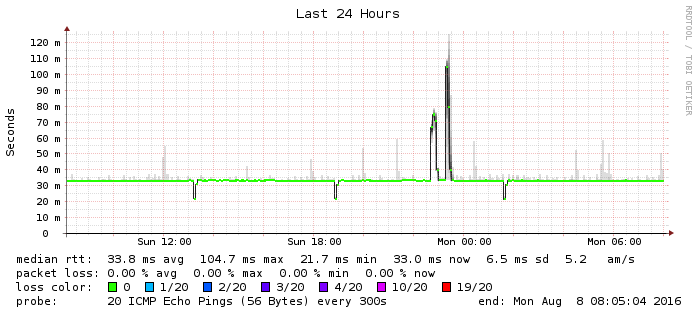 Last 24 Hours
RRDTOOL / TOBI OETIKER
Seconds
120 m
110 m
100 m
90 m
80 m
70 m
60 m
50 m
40 m
30 m
20 m
10 m
0
Sun 12:00 Sun 18:00 Mon 00:00 Mon 06:00
median rtt: 33.8 ms avg 104.7 ms max 21.7 ms min 33.0 ms now 6.5 ms sd 5.2 am/s
packet loss: 0.00 % avg 0.00 % max 0.00 % min 0.00 % now
loss color: 0 1/20 2/20 3/20 4/20 10/20 19/20
probe: 20 ICMP Echo Pings (56 Bytes) every 300s end: Mon Aug 8 08:05:04 2016